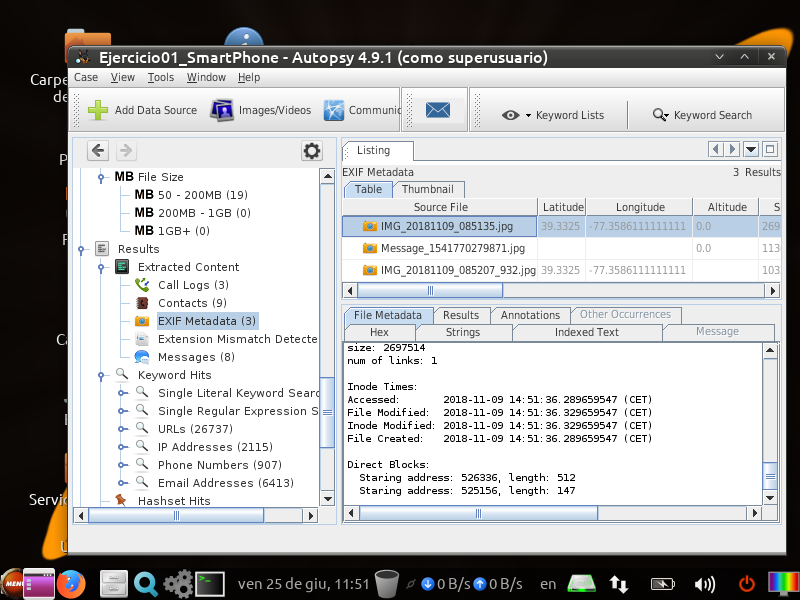 Ejercicio01_SmartPhone - Autopsy 4.9.1 (como superusuario)
Case View Tools Window Help
Add Data Source Images/Videos Communic Keyword Lists Keyword Search
Carpe
de
Servic
MB File Size
MB 50 - 200MB (19)
MB 200MB - 1GB (0)
MB 1GB+ (0)
Results
Extracted Content
Call Logs (3)
Contacts (9)
EXIF Metadata (3)
Extension Mismatch Detecte
Messages (8)
Keyword Hits
Single Literal Keyword Searc
Single Regular Expression S
URLs (26737)
IP Addresses (2115)
Phone Numbers (907)
Email Addresses (6413)
Hashset Hits
Listing
EXIF Metadata 3 Results
Table Thumbnail
Source File Latitude Longitude Altitude S
IMG_20181109_085135.jpg 39.3325 -77.3586111111111 0.0 269
Message_1541770279871.jpg 0.0 113
IMG_20181109_085207_932.jpg 39.3325 -77.3586111111111 103
File Metadata Results Annotations Other Occurrences
Hex Strings Indexed Text Message
size: 2697514
num of links: 1
Inode Times:
Accessed: 2018-11-09 14:51:36.289659547 (CET)
File Modified: 2018-11-09 14:51:36.329659547 (CET)
Inode Modified: 2018-11-09 14:51:36.329659547 (CET)
File Created: 2018-11-09 14:51:36.289659547 (CET)
Direct Blocks:
Staring address: 526336, length: 512
Staring address: 525156, length: 147
MENU ven 25 de giu, 11:51 0 B/s 0 B/s en